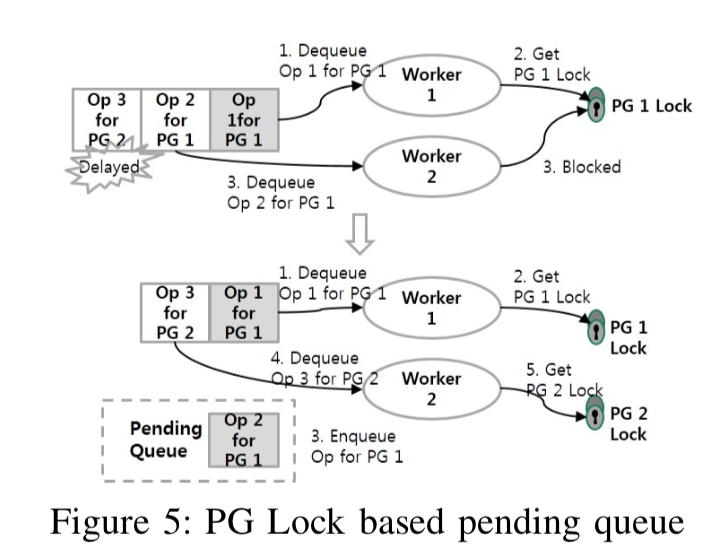 1. Dequeue
Op 1 for PG 1
2. Get
PG 1 Lock
Op 3
for
PG 2
Op 2
for
PG 1
Op
1for
PG 1
Worker
1
PG 1 Lock
Delayed
Worker
2
3. Blocked
3. Dequeue
Op 2 for PG 1
1. Dequeue
Op 1 for PG 1
2. Get
PG 1 Lock
Op 3
for
PG 2
Op 1
for
PG 1
Worker
1
PG 1
Lock
4. Dequeue
Op 3 for PG 2
Worker
2
5. Get
PG 2 Lock
PG 2
Lock
Pending
Queue
Op 2
for
PG 1
3. Enqueue
Op for PG 1
Figure 5: PG Lock based pending queue